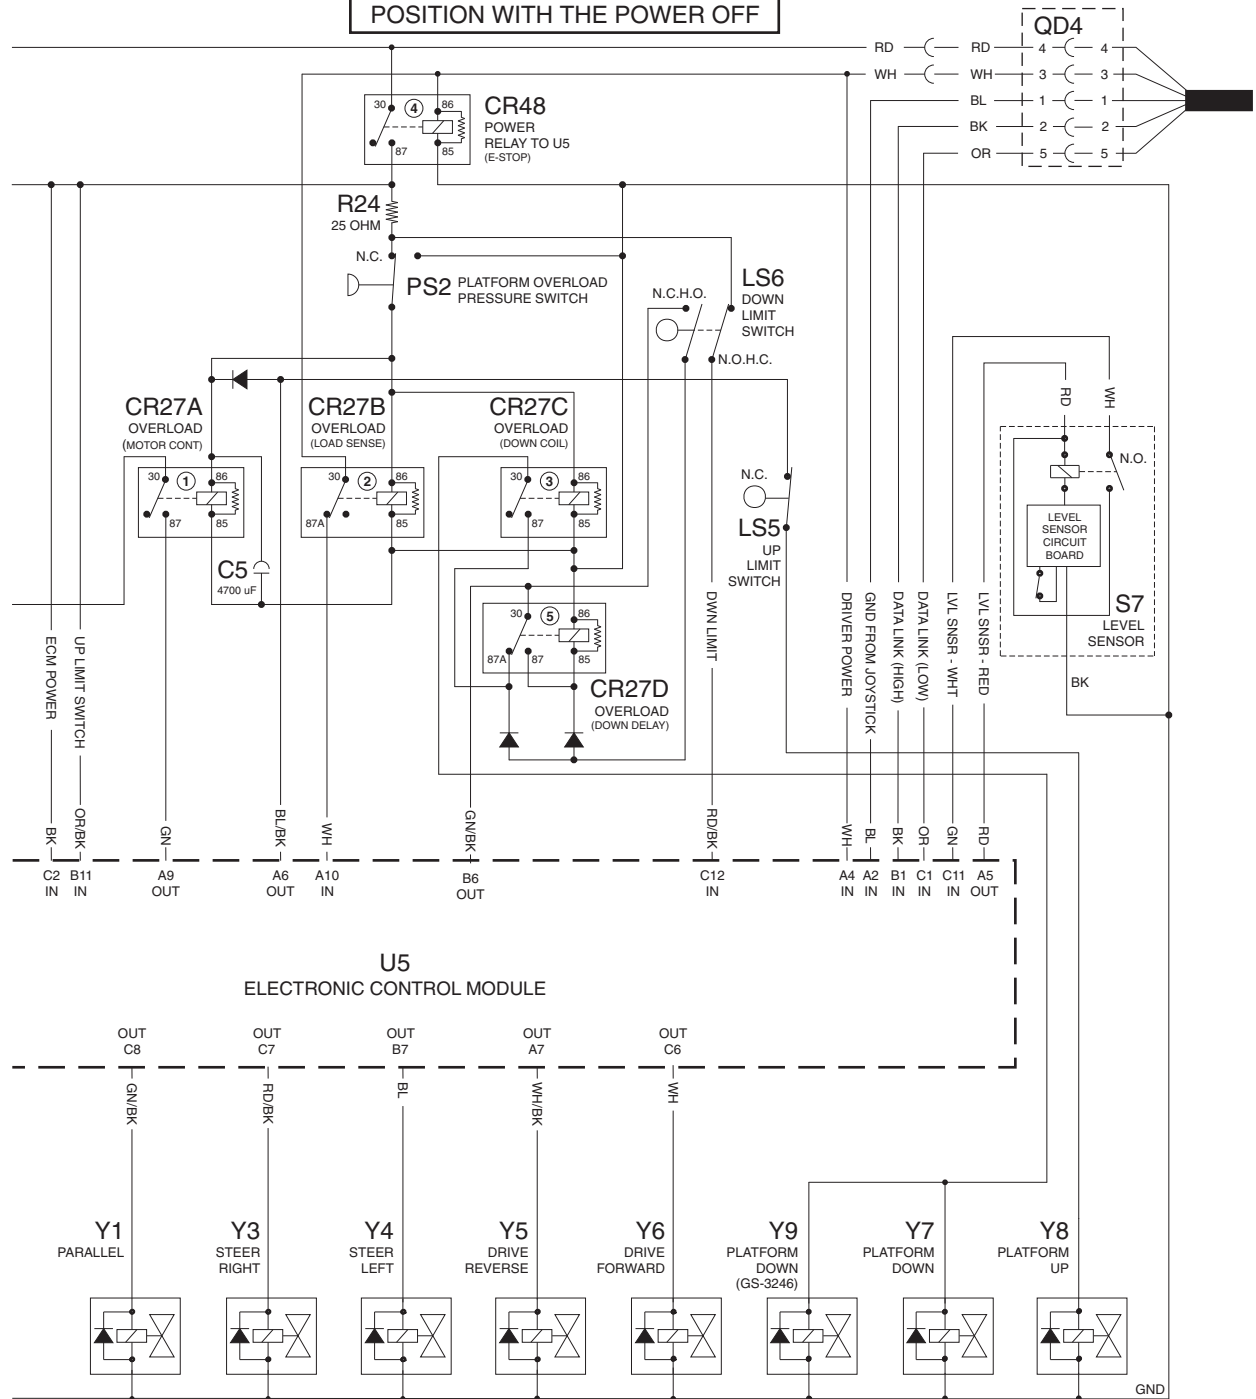 POSITION WITH THE POWER OFF
QD4
RD
RD
4
4
WH
WH
3
3
BL
1
1
BK
2
2
OR
5
5
30
4
86
87
85
CR48
POWER
RELAY TO U5
(E-STOP)
R24
25 OHM
N.C.
PS2
PLATFORM OVERLOAD
PRESSURE SWITCH
N.C.H.O.
LS6
DOWN
LIMIT
SWITCH
N.O.H.C.
CR27A
OVERLOAD
(MOTOR CONT)
30
1
86
87
85
CR27B
OVERLOAD
(LOAD SENSE)
30
2
86
87A
85
CR27C
OVERLOAD
(DOWN COIL)
30
3
86
87
85
N.C.
LS5
UP
LIMIT
SWITCH
RD
WH
N.O.
LEVEL
SENSOR
CIRCUIT
BOARD
S7
LEVEL
SENSOR
BK
C5
4700 uF
30
5
86
87A
87
85
CR27D
OVERLOAD
(DOWN DELAY)
ECM POWER
UP LIMIT SWITCH
DWN LIMIT
DRIVER POWER
GND FROM JOYSTICK
DATA LINK (HIGH)
DATA LINK (LOW)
LVL SNSR - WHT
LVL SNSR - RED
BK
OR/BK
GN
BL/BK
WH
GN/BK
RD/BK
WH
BL
BK
OR
GN
RD
C2
IN
B11
IN
A9
OUT
A6
OUT
A10
IN
B6
OUT
C12
IN
A4
IN
A2
IN
B1
IN
C1
IN
C11
IN
A5
OUT
U5
ELECTRONIC CONTROL MODULE
OUT
C8
OUT
C7
OUT
B7
OUT
A7
OUT
C6
GN/BK
RD/BK
BL
WH/BK
WH
Y1
PARALLEL
Y3
STEER
RIGHT
Y4
STEER
LEFT
Y5
DRIVE
REVERSE
Y6
DRIVE
FORWARD
Y9
PLATFORM
DOWN
(GS-3246)
Y7
PLATFORM
DOWN
Y8
PLATFORM
UP
GND